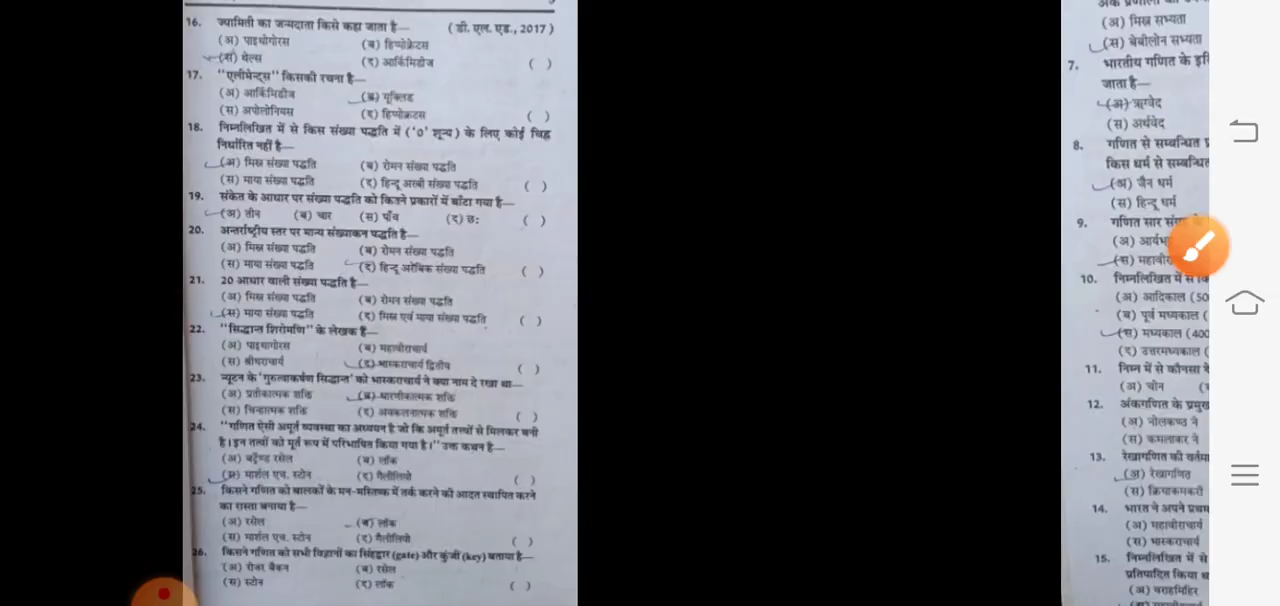 16. ज्यामिती का जन्मदाता किसे कहा जाता है— (डी. एल. एड., 2017)
(अ) पाइथोगोरस (ब) हिप्पोक्रेटस
(स) थेल्स (द) आर्किमिडीज ( )
17. "एलीमेन्ट्स" किसकी रचना है—
(अ) आर्किमिडीज (ब) यूक्लिड
(स) अपोलोनियस (द) हिप्पोक्रटस ( )
18. निम्नलिखित में से किस संख्या पद्धति में ('0' शून्य) के लिए कोई चिह्न
निर्धारित नहीं है—
(अ) मिस्र संख्या पद्धति (ब) रोमन संख्या पद्धति
(स) माया संख्या पद्धति (द) हिन्दू अरबी संख्या पद्धति ( )
19. संकेत के आधार पर संख्या पद्धति को कितने प्रकारों में बाँटा गया है—
(अ) तीन (ब) चार (स) पाँच (द) छः ( )
20. अन्तर्राष्ट्रीय स्तर पर मान्य संख्याकन पद्धति है—
(अ) मिस्र संख्या पद्धति (ब) रोमन संख्या पद्धति
(स) माया संख्या पद्धति (द) हिन्दू अरेबिक संख्या पद्धति ( )
21. 20 आधार वाली संख्या पद्धति है—
(अ) मिस्र संख्या पद्धति (ब) रोमन संख्या पद्धति
(स) माया संख्या पद्धति (द) मिस्र एवं माया संख्या पद्धति ( )
22. "सिद्धान्त शिरोमणि" के लेखक हैं—
(अ) पाइथागोरस (ब) महावीराचार्य
(स) श्रीधराचार्य (द) भास्कराचार्य द्वितीय ( )
23. न्यूटन के 'गुरुत्वाकर्षण सिद्धान्त' को भास्कराचार्य ने क्या नाम दे रखा था—
(अ) प्रतीकात्मक शक्ति (ब) धारणीकात्मक शक्ति
(स) चिन्हात्मक शक्ति (द) अवकलनात्मक शक्ति ( )
24. "गणित ऐसी अमूर्त व्यवस्था का अध्ययन है जो कि अमूर्त तत्त्वों से मिलकर बनी
है। इन तत्त्वों को मूर्त रूप में परिभाषित किया गया है।" उक्त कथन है—
(अ) बर्ट्रेण्ड रसेल (ब) लॉक
(स) मार्शल एच. स्टोन (द) गैलीलियो ( )
25. किसने गणित को बालकों के मन-मस्तिष्क में तर्क करने की आदत स्थापित करने
का रास्ता बनाया है—
(अ) रसेल (ब) लॉक
(स) मार्शल एच. स्टोन (द) गैलीलियो ( )
26. किसने गणित को सभी विज्ञानों का सिंहद्वार (gate) और कुंजी (key) बताया है—
(अ) रोजर बैकन (ब) रसेल
(स) स्टोन (द) लॉक ( )
(अ) मिस्र सभ्यता
(स) बेबीलोन सभ्यता
7. भारतीय गणित के
जाता है—
(अ) ऋग्वेद
(स) अर्थवेद
8. गणित से सम्बन्धित
किस धर्म से सम्बन्धित
(अ) जैन धर्म
(स) हिन्दू धर्म
9. गणित सार
(अ)
(स)
10. निम्नलिखित में से
(अ) आदिकाल (50
(ब) पूर्व मध्यकाल (
(स) मध्यकाल (400
(द) उत्तरमध्यकाल (
11. निम्न में से कौनसा
(अ) चीन
12. अंकगणित के प्रमुख
(अ) नीलकण्ठ ने
(स) कमलाकर ने
13. रेखागणित की
(अ) रेखागणित
(स)
14. भारत ने अपने प्रथम
(अ) महावीराचार्य
(स) भास्कराचार्य
15. निम्नलिखित में से
प्रतिपादित किया
(अ) वराहमिहिर